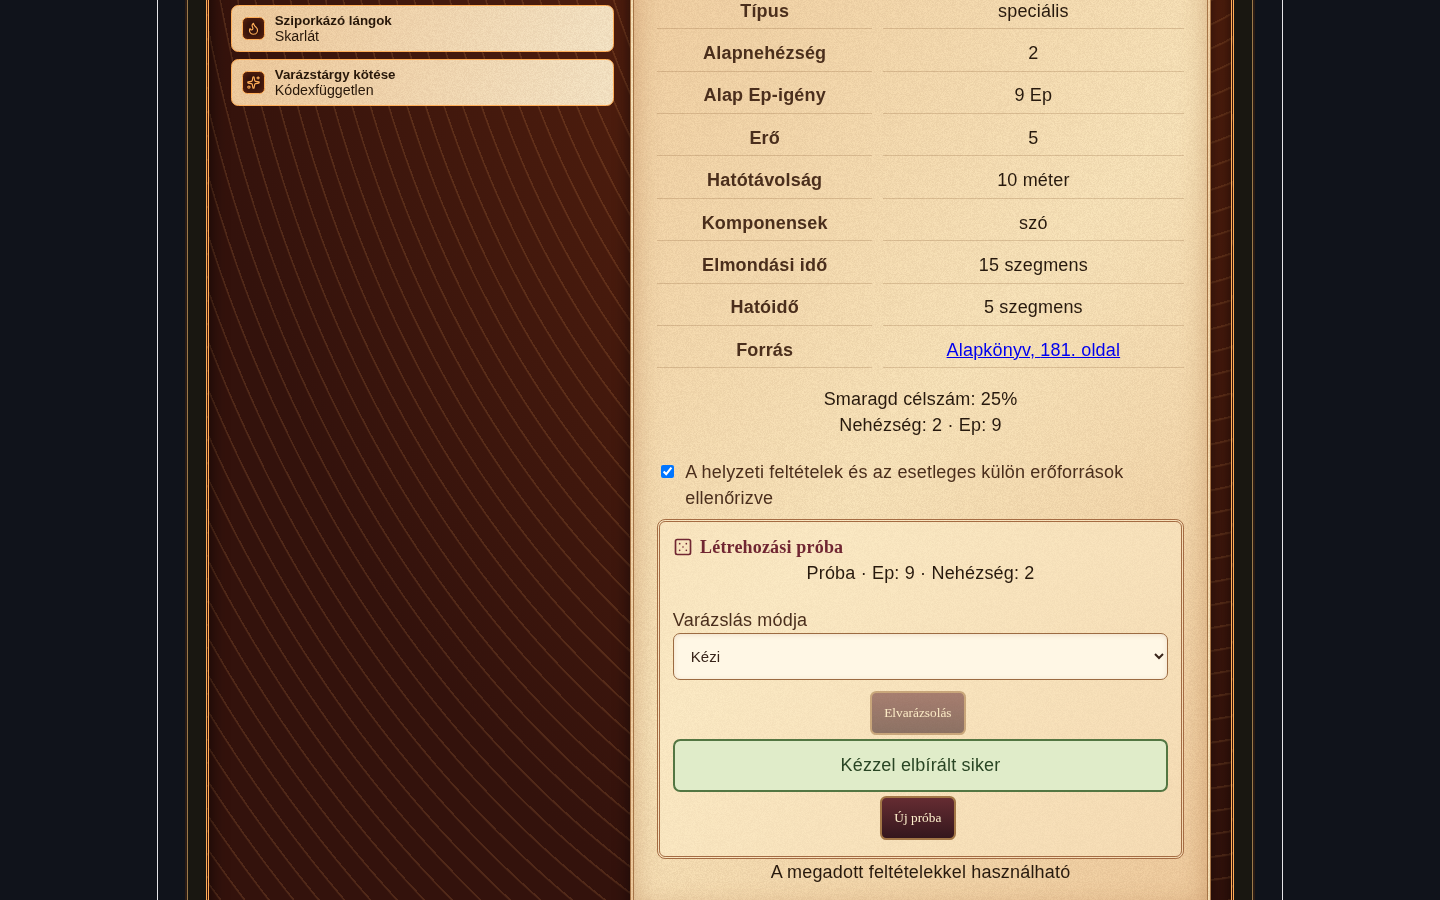 Sziporkázó lángok
Skarlát
Varázstárgy kötése
Kódexfüggetlen
Típus speciális
Alapnehézség 2
Alap Ep-igény 9 Ep
Erő 5
Hatótávolság 10 méter
Komponensek szó
Elmondási idő 15 szegmens
Hatóidő 5 szegmens
Forrás Alapkönyv, 181. oldal
Smaragd célszám: 25%
Nehézség: 2 · Ep: 9
A helyzeti feltételek és az esetleges külön erőforrások
ellenőrizve
Létrehozási próba
Próba · Ep: 9 · Nehézség: 2
Varázslás módja
Kézi
Elvarázsolás
Kézzel elbírált siker
Új próba
A megadott feltételekkel használható